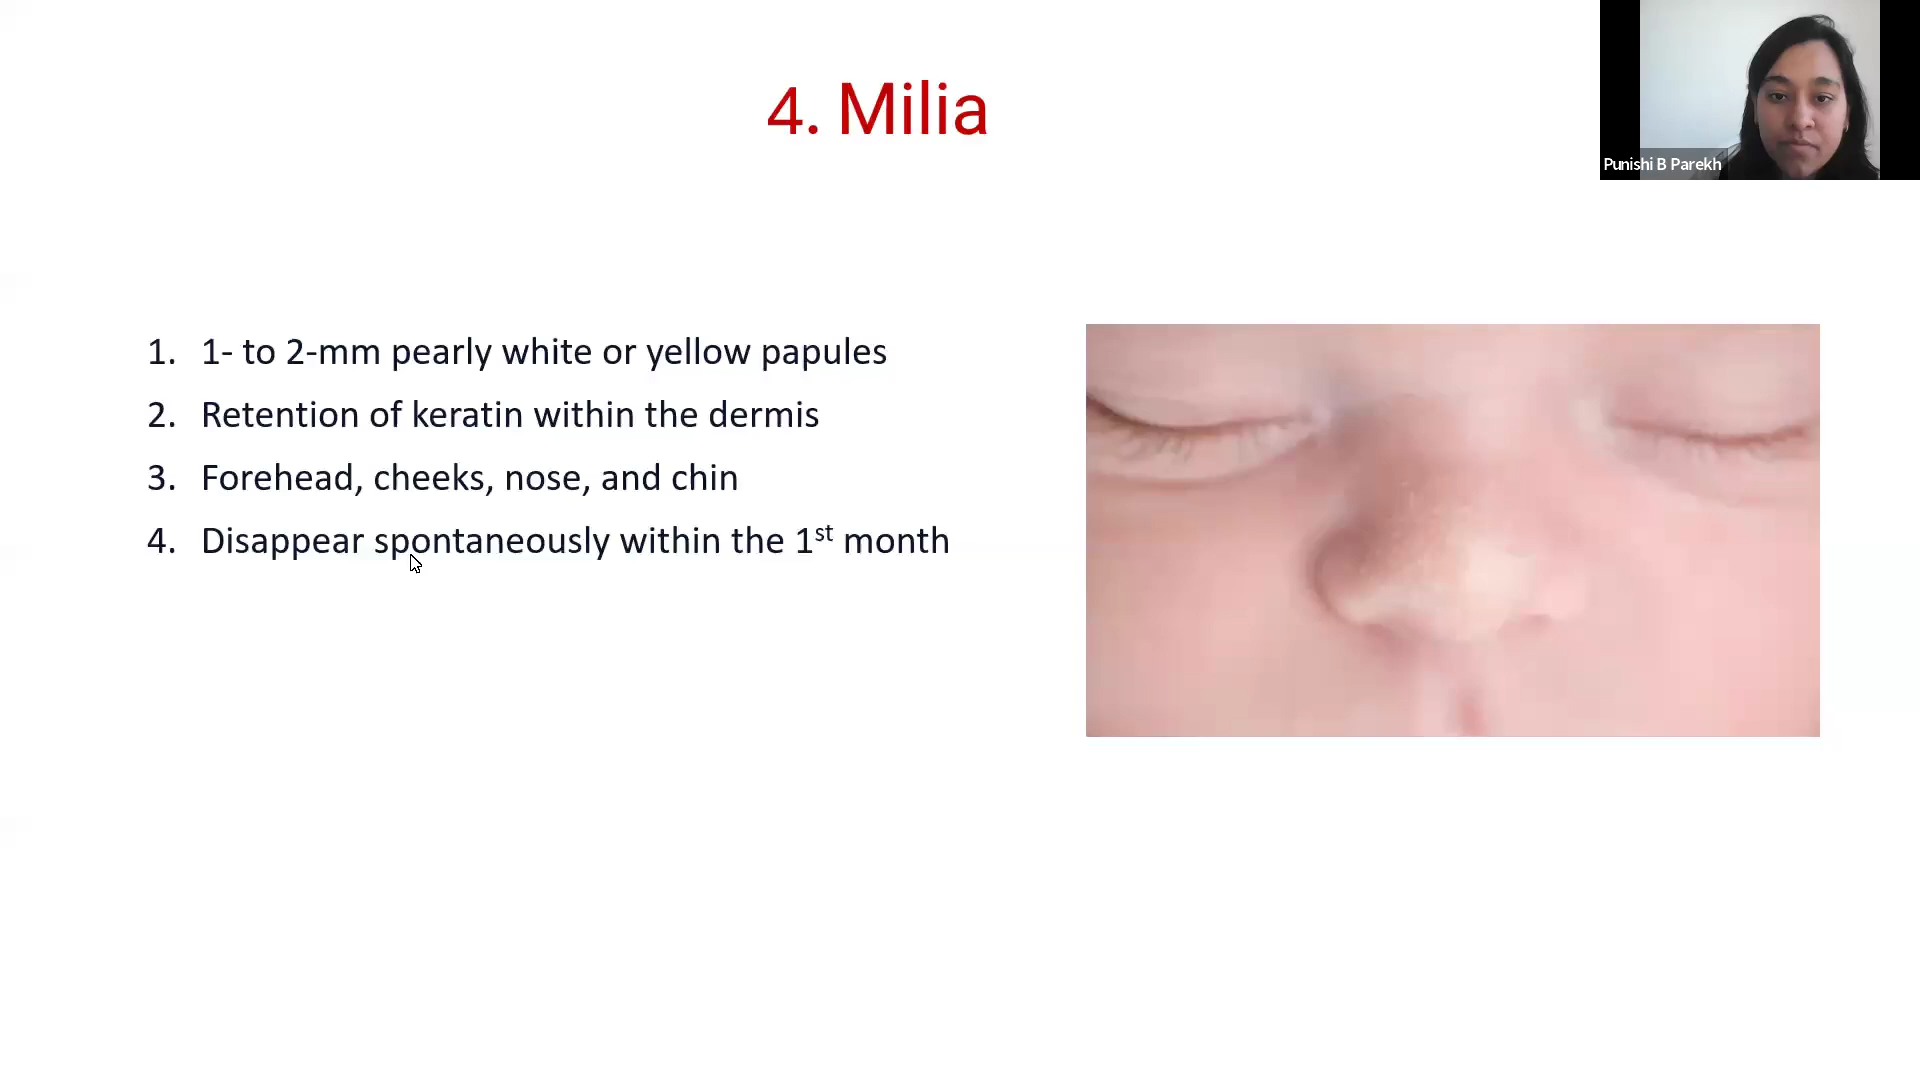 4. Milia
Punishi B Parekh
1. 1- to 2-mm pearly white or yellow papules
2. Retention of keratin within the dermis
3. Forehead, cheeks, nose, and chin
4. Disappear spontaneously within the 1st month